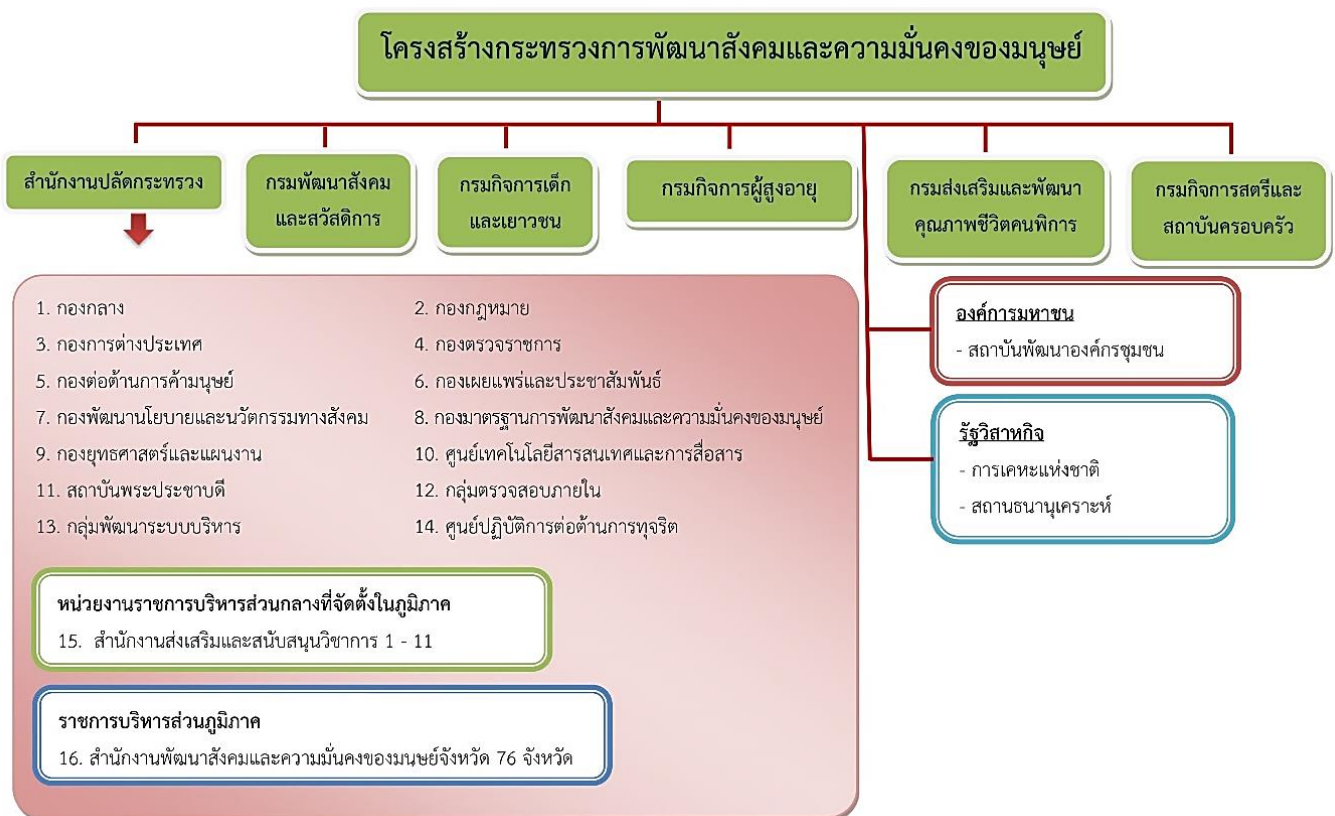 โครงสร้างกระทรวงการพัฒนาสังคมและความมั่นคงของมนุษย์
สำนักงานปลัดกระทรวง
กรมพัฒนาสังคม
และสวัสดิการ
กรมกิจการเด็ก
และเยาวชน
กรมกิจการผู้สูงอายุ
กรมส่งเสริมและพัฒนา
คุณภาพชีวิตคนพิการ
กรมกิจการสตรีและ
สถาบันครอบครัว
1. กองกลาง
2. กองกฎหมาย
3. กองการต่างประเทศ
4. กองตรวจราชการ
5. กองต่อต้านการค้ามนุษย์
6. กองเผยแพร่และประชาสัมพันธ์
7. กองพัฒนานโยบายและนวัตกรรมทางสังคม
8. กองมาตรฐานการพัฒนาสังคมและความมั่นคงของมนุษย์
9. กองยุทธศาสตร์และแผนงาน
10. ศูนย์เทคโนโลยีสารสนเทศและการสื่อสาร
11. สถาบันพระประชาบดี
12. กลุ่มตรวจสอบภายใน
13. กลุ่มพัฒนาระบบบริหาร
14. ศูนย์ปฏิบัติการต่อต้านการทุจริต
หน่วยงานราชการบริหารส่วนกลางที่จัดตั้งในภูมิภาค
15. สำนักงานส่งเสริมและสนับสนุนวิชาการ 1 - 11
ราชการบริหารส่วนภูมิภาค
16. สำนักงานพัฒนาสังคมและความมั่นคงของมนุษย์จังหวัด 76 จังหวัด
องค์การมหาชน
- สถาบันพัฒนาองค์กรชุมชน
รัฐวิสาหกิจ
- การเคหะแห่งชาติ
- สถานธนานุเคราะห์